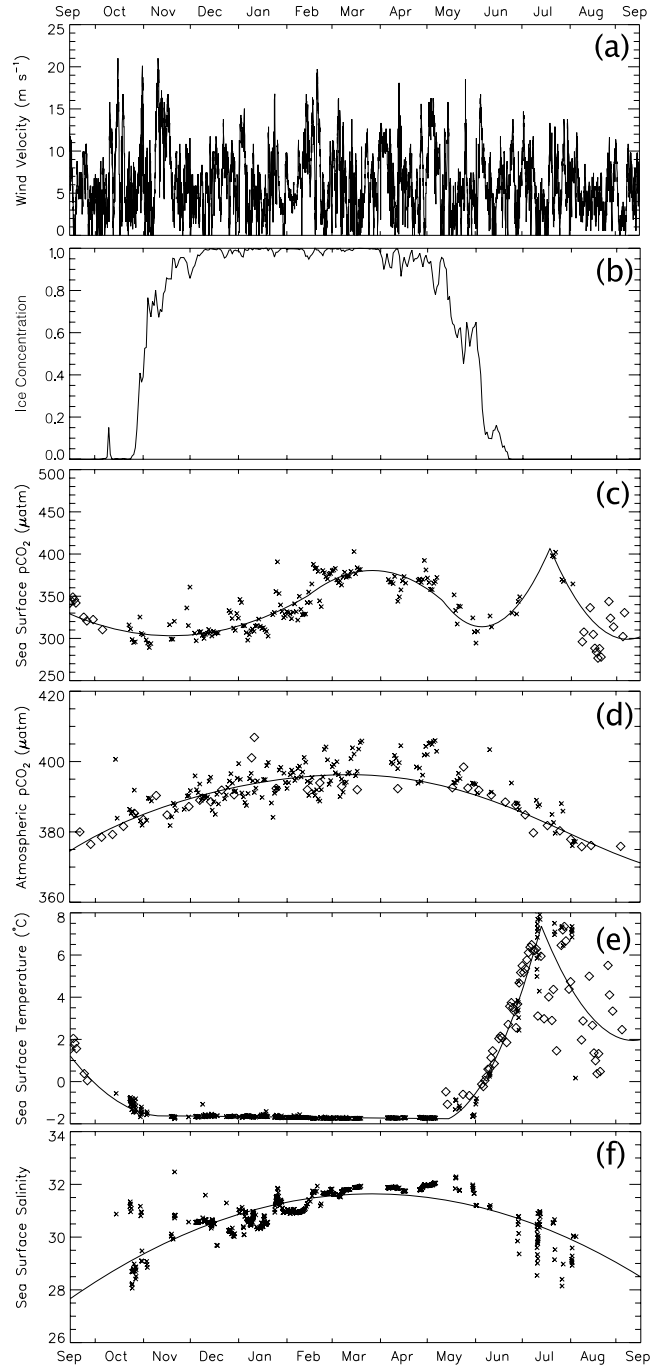 Sep Oct Nov Dec Jan Feb Mar Apr May Jun Jul Aug Sep
(a)
Wind Velocity (m s⁻¹)
25
20
15
10
5
0
(b)
Ice Concentration
1.0
0.8
0.6
0.4
0.2
0.0
(c)
Sea Surface pCO₂ (μatm)
500
450
400
350
300
250
(d)
Atmospheric pCO₂ (μatm)
420
400
380
360
(e)
Sea Surface Temperature (°C)
8
6
4
2
0
−2
(f)
Sea Surface Salinity
34
32
30
28
26
Sep Oct Nov Dec Jan Feb Mar Apr May Jun Jul Aug Sep